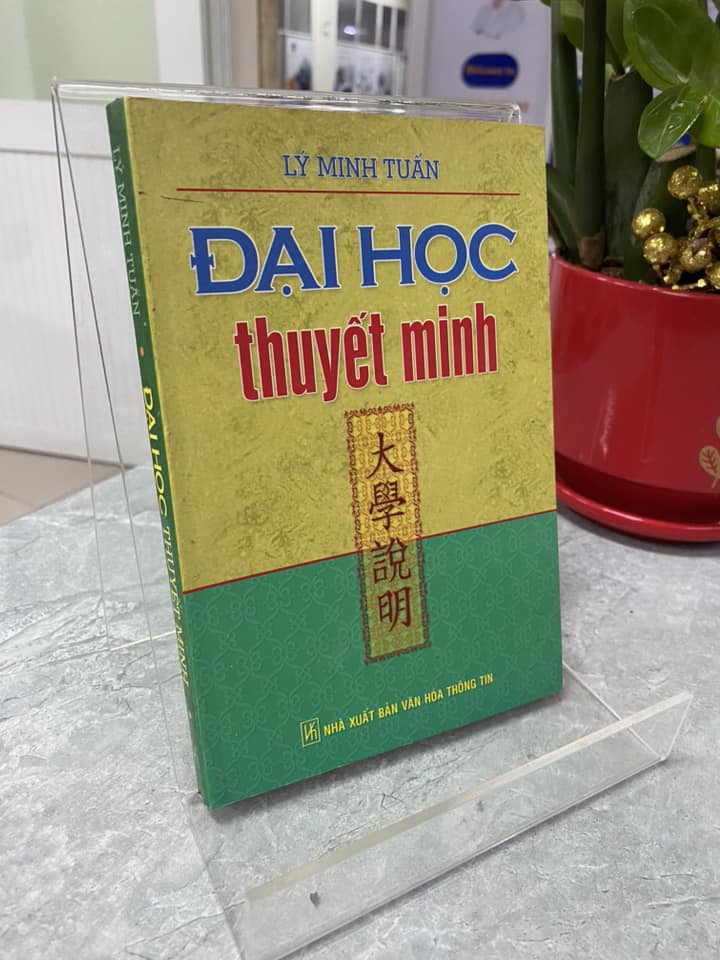 LÝ MINH TUẤN
ĐẠI HỌC
thuyết minh
大學說明
NHÀ XUẤT BẢN VĂN HÓA THÔNG TIN
LÝ MINH TUẤN • ĐẠI HỌC THUYẾT MINH